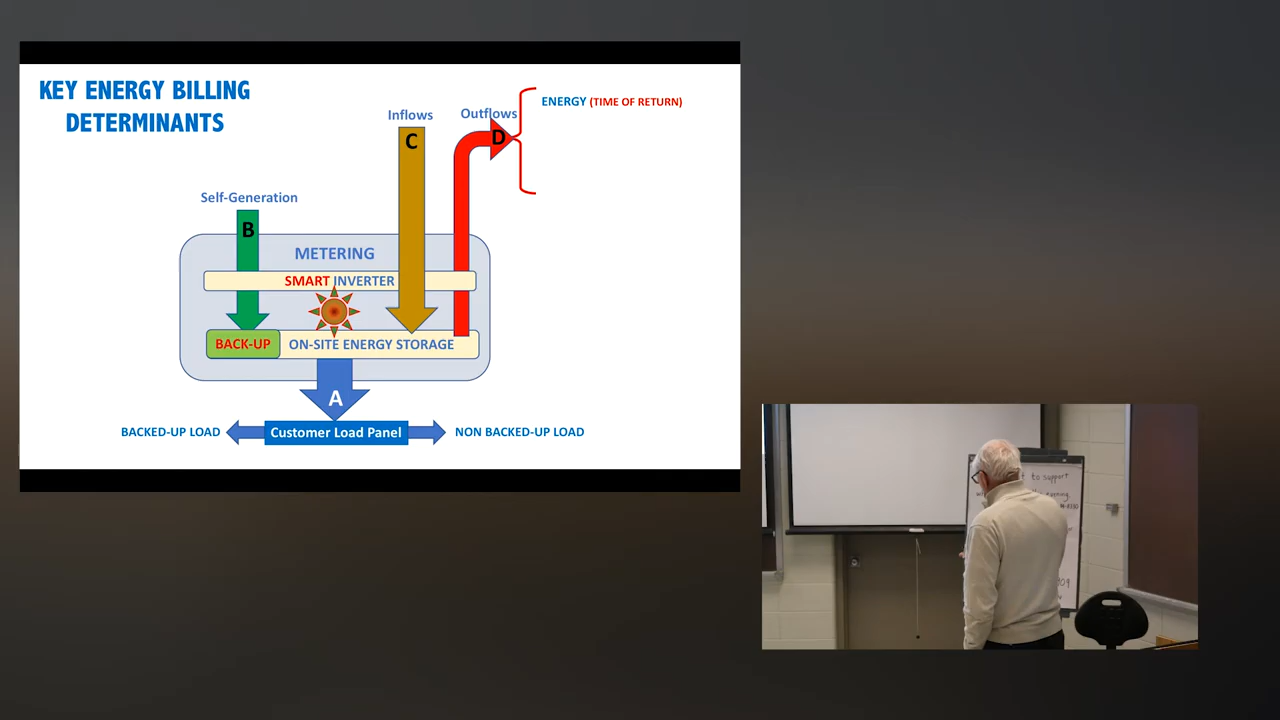 KEY ENERGY BILLING
DETERMINANTS
Inflows
Outflows
ENERGY (TIME OF RETURN)
C
D
Self-Generation
B
METERING
SMART INVERTER
BACK-UP
ON-SITE ENERGY STORAGE
A
BACKED-UP LOAD
Customer Load Panel
NON BACKED-UP LOAD
to support